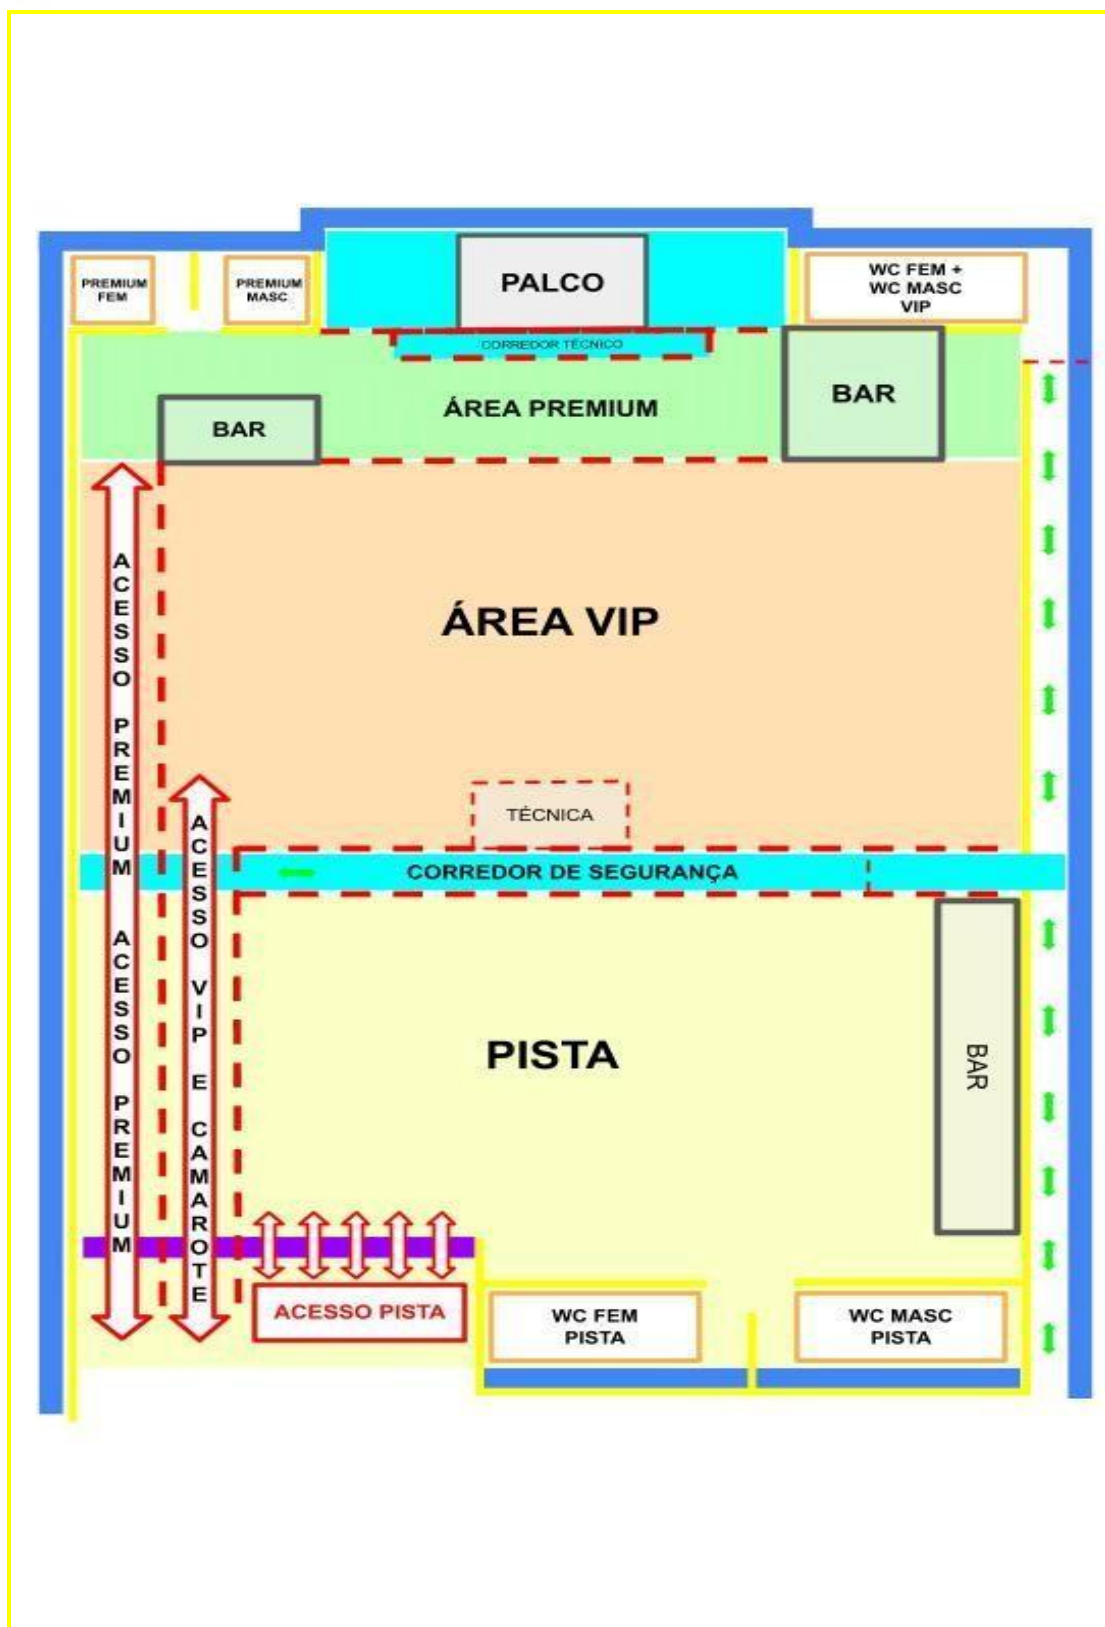 PREMIUM
FEM
PREMIUM
MASC
PALCO
WC FEM +
WC MASC
VIP
CORREDOR TÉCNICO
ÁREA PREMIUM
BAR
BAR
ACESSO PREMIUM ACESSO PREMIUM
ÁREA VIP
TÉCNICA
ACESSO VIP E CAMAROTE
CORREDOR DE SEGURANÇA
PISTA
BAR
ACESSO PISTA
WC FEM
PISTA
WC MASC
PISTA